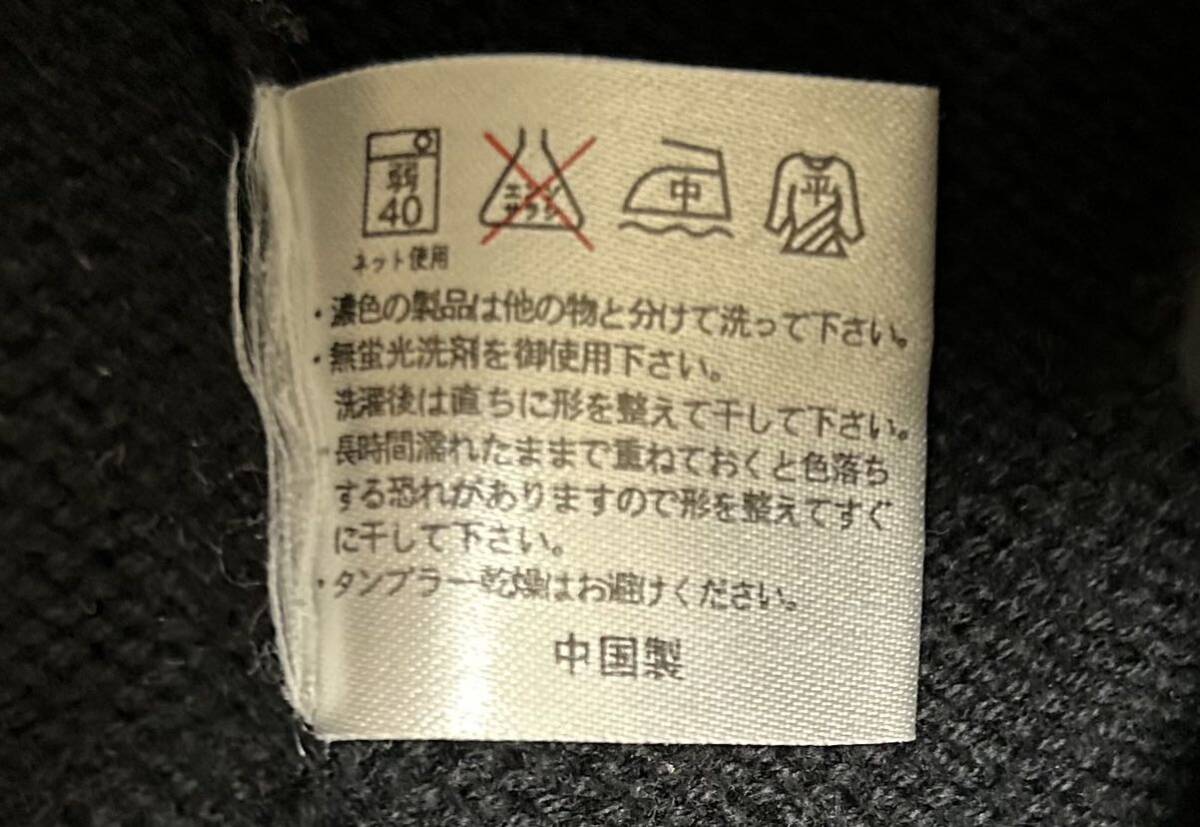 弱
40
エンソ
サラシ
中
平
ネット使用
・濃色の製品は他の物と分けて洗って下さい。
・無蛍光洗剤を御使用下さい。
洗濯後は直ちに形を整えて干して下さい。
・長時間濡れたままで重ねておくと色落ち
する恐れがありますので形を整えてすぐ
に干して下さい。
・タンブラー乾燥はお避けください。
中国製